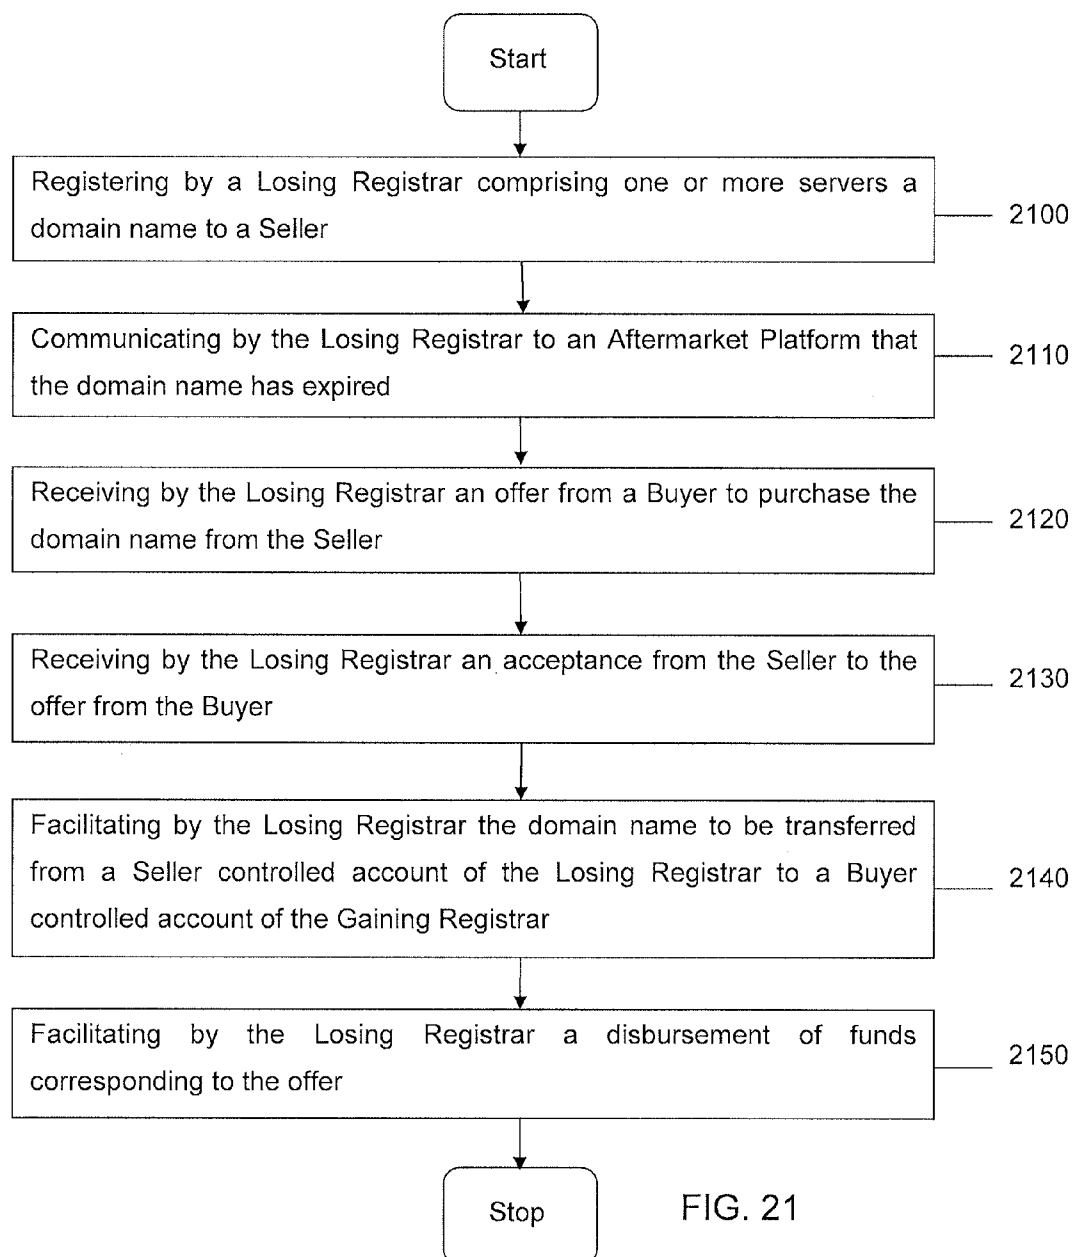 Start
Registering by a Losing Registrar comprising one or more servers a
domain name to a Seller
2100
Communicating by the Losing Registrar to an Aftermarket Platform that
the domain name has expired
2110
Receiving by the Losing Registrar an offer from a Buyer to purchase the
domain name from the Seller
2120
Receiving by the Losing Registrar an acceptance from the Seller to the
offer from the Buyer
2130
Facilitating by the Losing Registrar the domain name to be transferred
from a Seller controlled account of the Losing Registrar to a Buyer
controlled account of the Gaining Registrar
2140
Facilitating by the Losing Registrar a disbursement of funds
corresponding to the offer
2150
Stop
FIG. 21